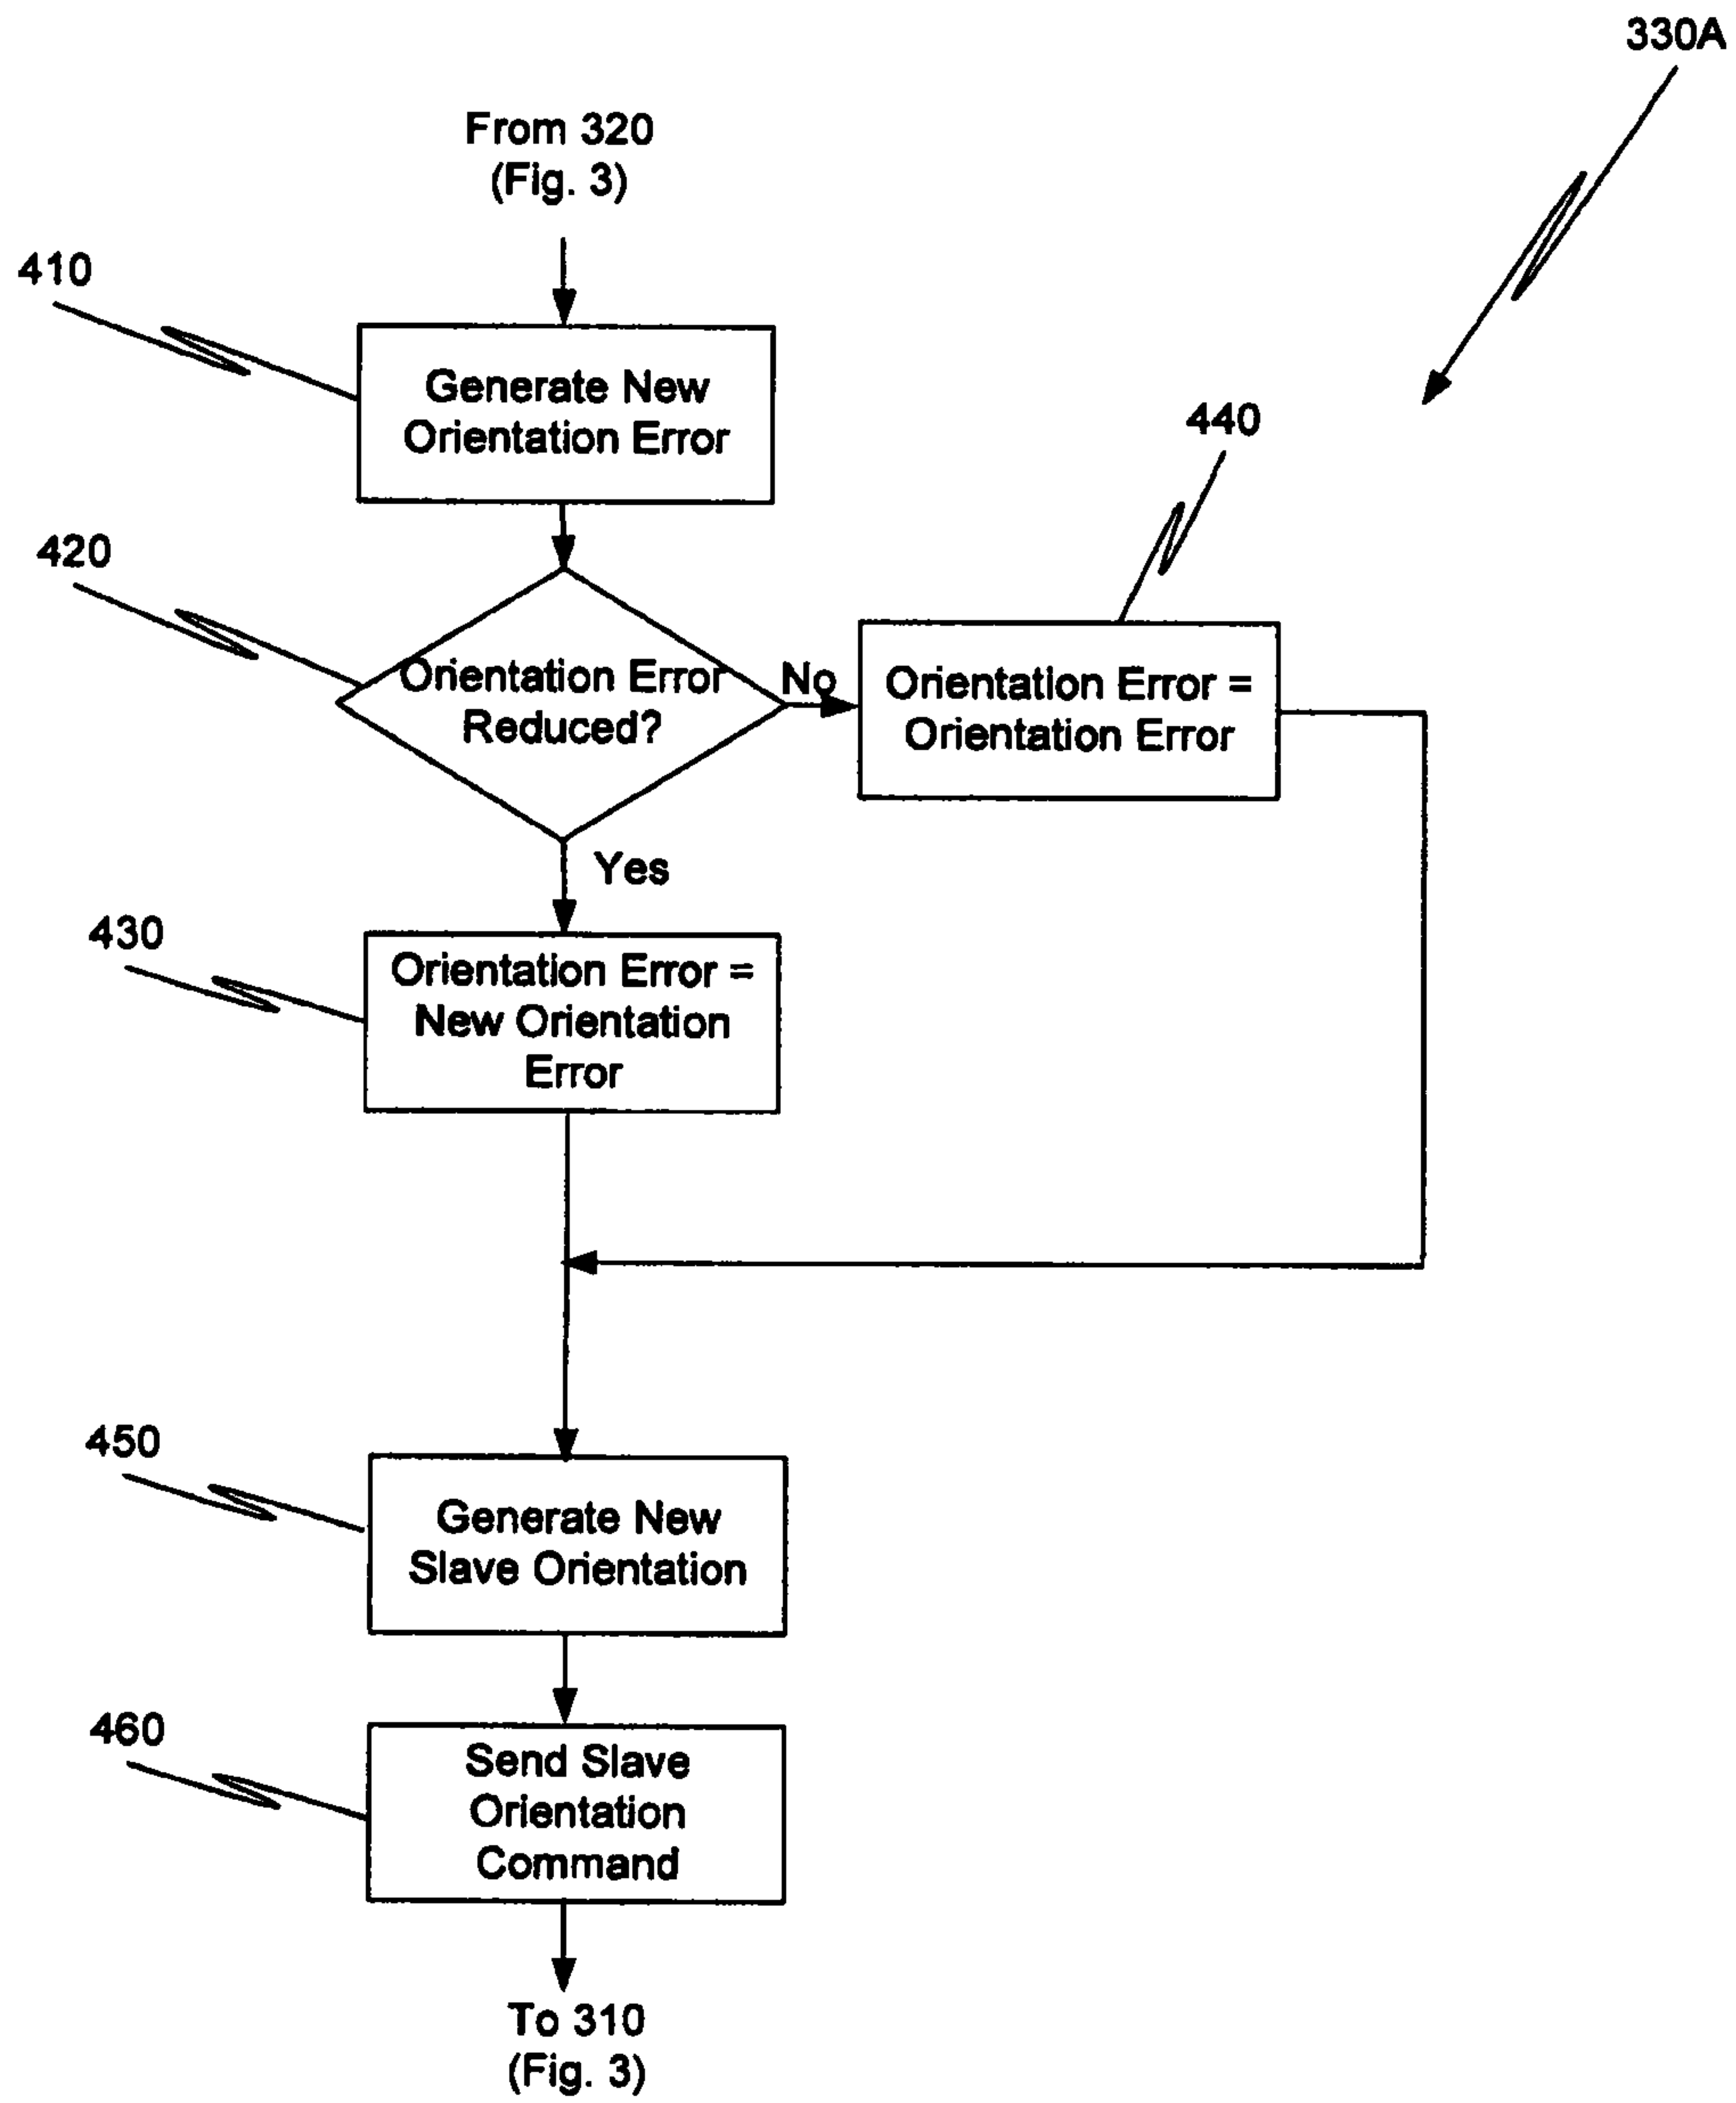 330A
From 320
(Fig. 3)
410
Generate New
Orientation Error
440
420
Orientation Error
Reduced?
No
Orientation Error =
Orientation Error
Yes
430
Orientation Error =
New Orientation
Error
450
Generate New
Slave Orientation
460
Send Slave
Orientation
Command
To 310
(Fig. 3)